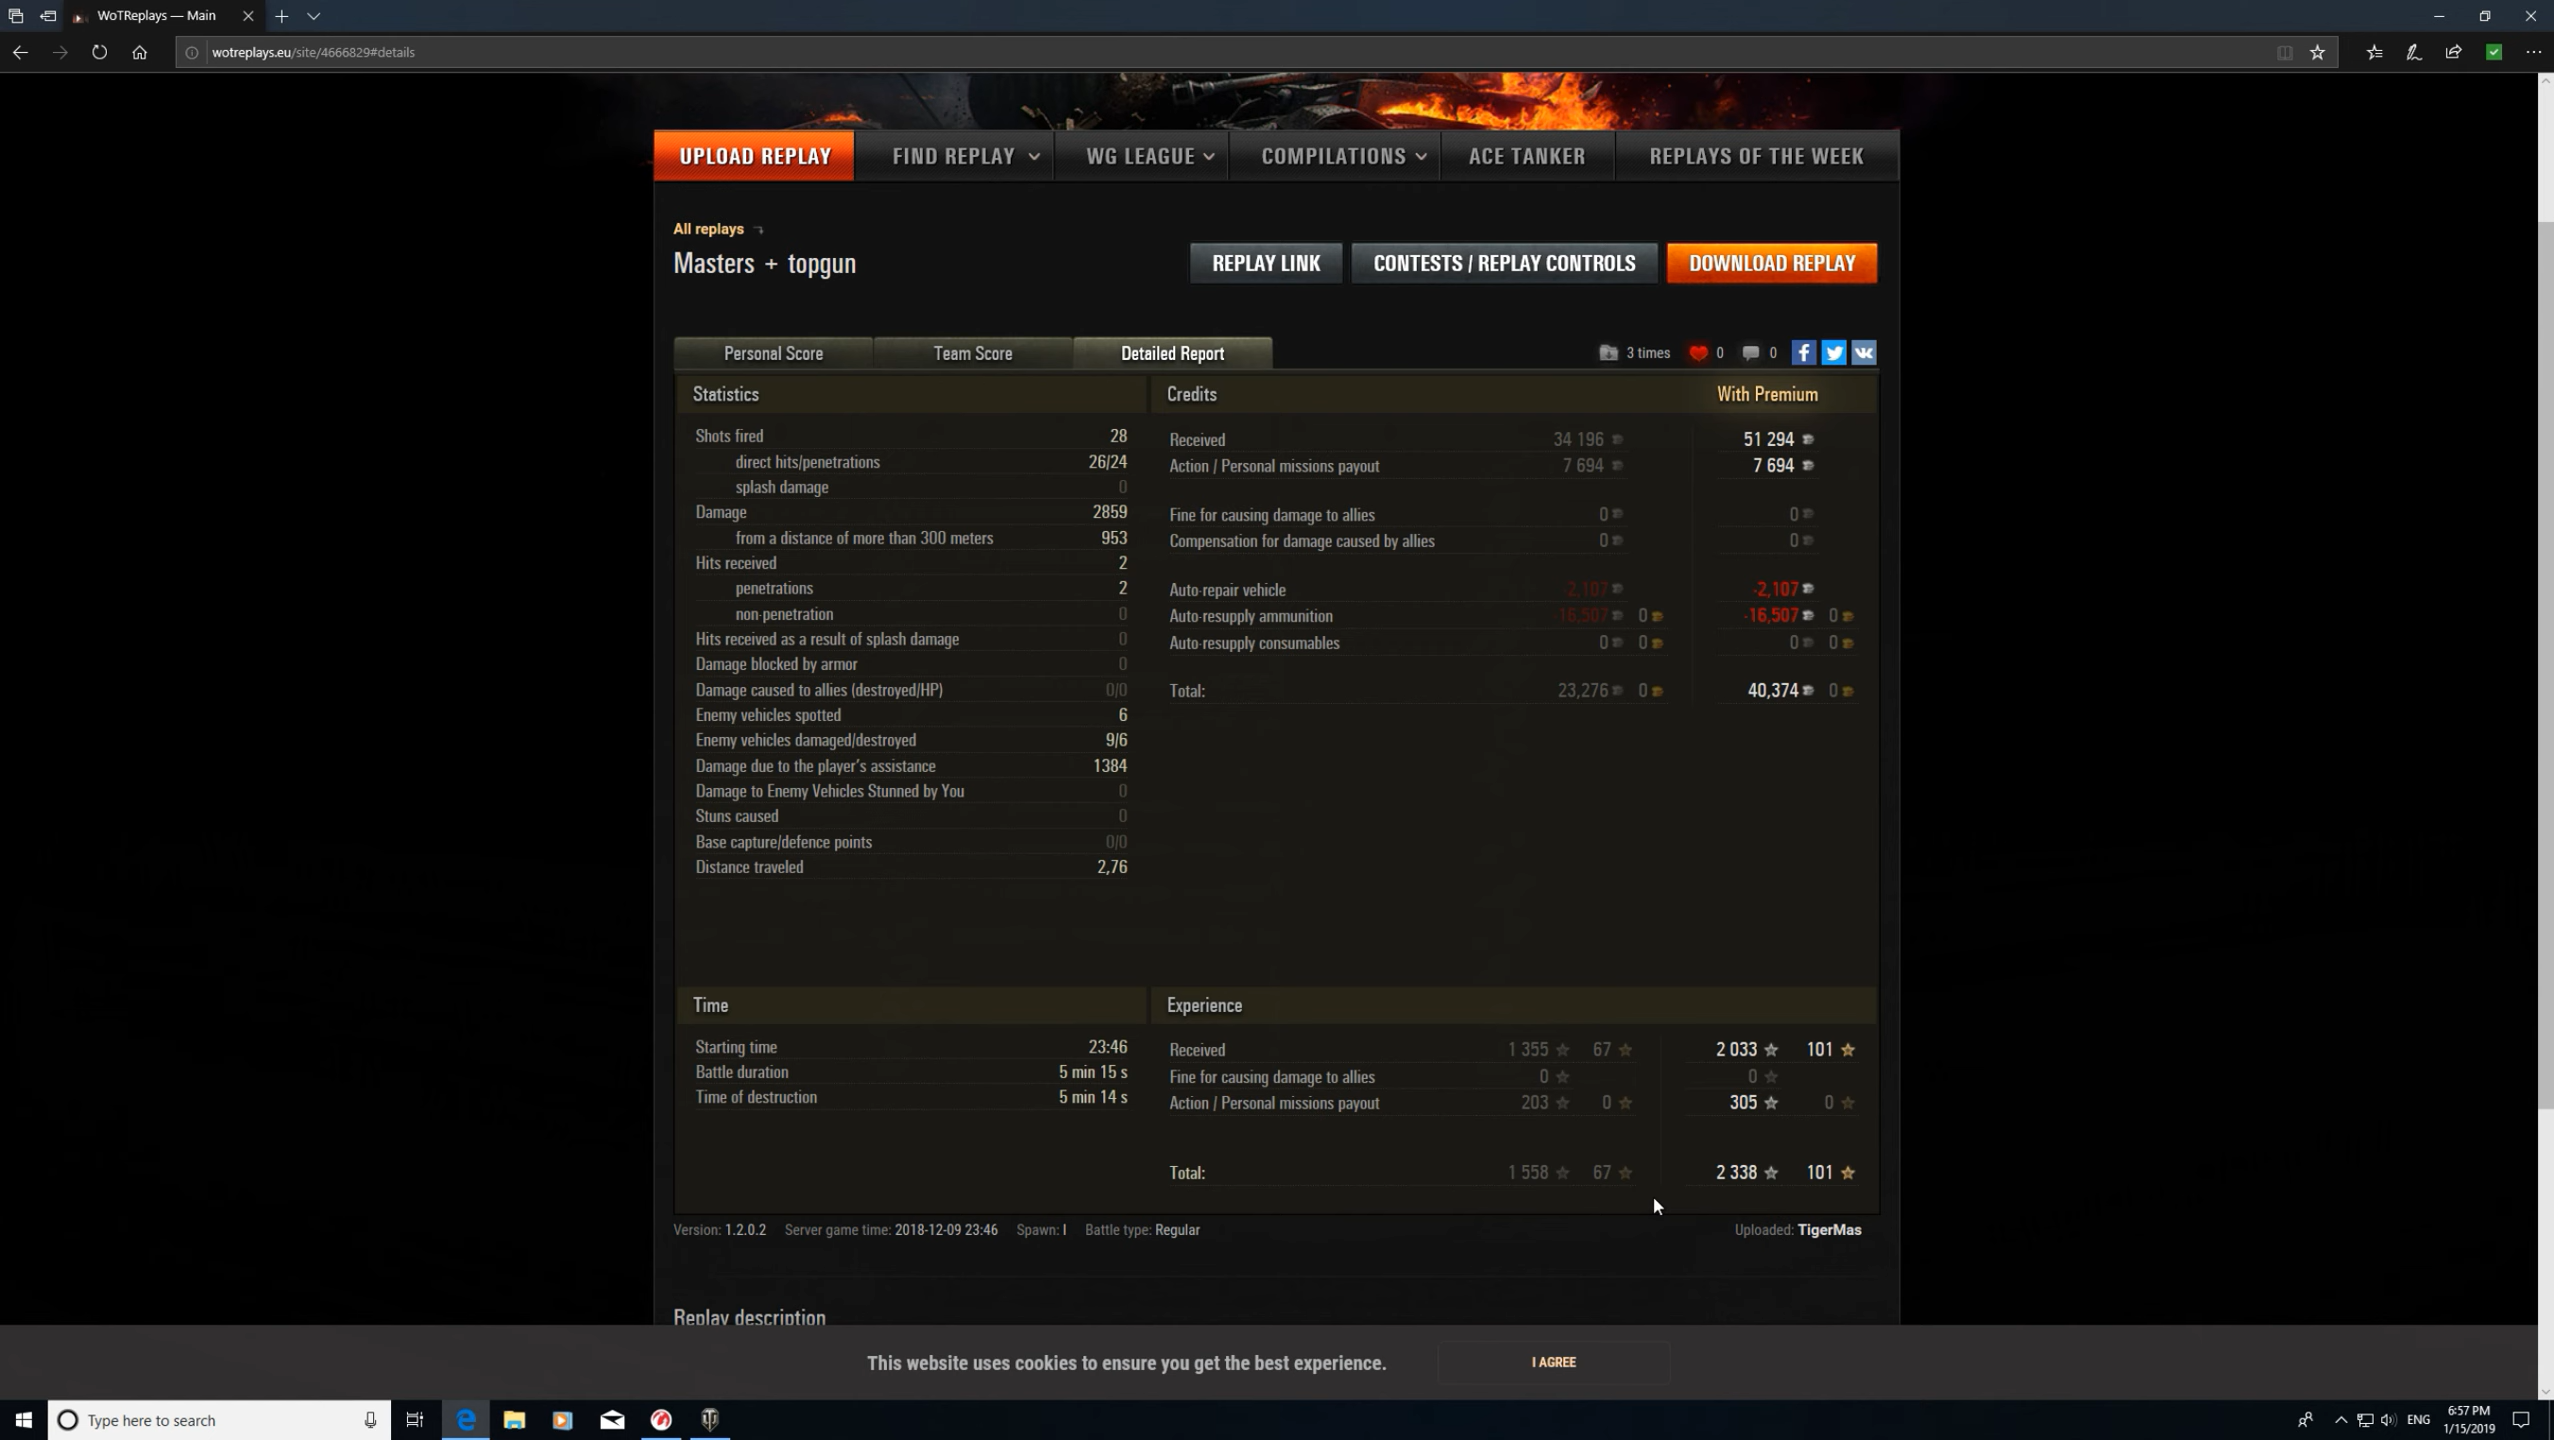 WoTReplays — Main
wotreplays.eu/site/4666829#details
UPLOAD REPLAY FIND REPLAY WG LEAGUE COMPILATIONS ACE TANKER REPLAYS OF THE WEEK
All replays
Masters + topgun
REPLAY LINK CONTESTS / REPLAY CONTROLS DOWNLOAD REPLAY
Personal Score Team Score Detailed Report 3 times 0 0
Statistics Credits With Premium
Shots fired 28
direct hits/penetrations 26/24
splash damage 0
Damage 2859
from a distance of more than 300 meters 953
Hits received 2
penetrations 2
non-penetration 0
Hits received as a result of splash damage 0
Damage blocked by armor 0
Damage caused to allies (destroyed/HP) 0/0
Enemy vehicles spotted 6
Enemy vehicles damaged/destroyed 9/6
Damage due to the player's assistance 1384
Damage to Enemy Vehicles Stunned by You 0
Stuns caused 0
Base capture/defence points 0/0
Distance traveled 2,76
Received 34 196 51 294
Action / Personal missions payout 7 694 7 694
Fine for causing damage to allies 0 0
Compensation for damage caused by allies 0 0
Auto-repair vehicle -2,107 -2,107
Auto-resupply ammunition -16,507 0 -16,507 0
Auto-resupply consumables 0 0 0 0
Total: 23,276 0 40,374 0
Time Experience
Starting time 23:46
Battle duration 5 min 15 s
Time of destruction 5 min 14 s
Received 1 355 67 2 033 101
Fine for causing damage to allies 0 0
Action / Personal missions payout 203 0 305 0
Total: 1 558 67 2 338 101
Version: 1.2.0.2 Server game time: 2018-12-09 23:46 Spawn: I Battle type: Regular Uploaded: TigerMas
Replay description
This website uses cookies to ensure you get the best experience. I AGREE
Type here to search ENG 6:57 PM
1/15/2019